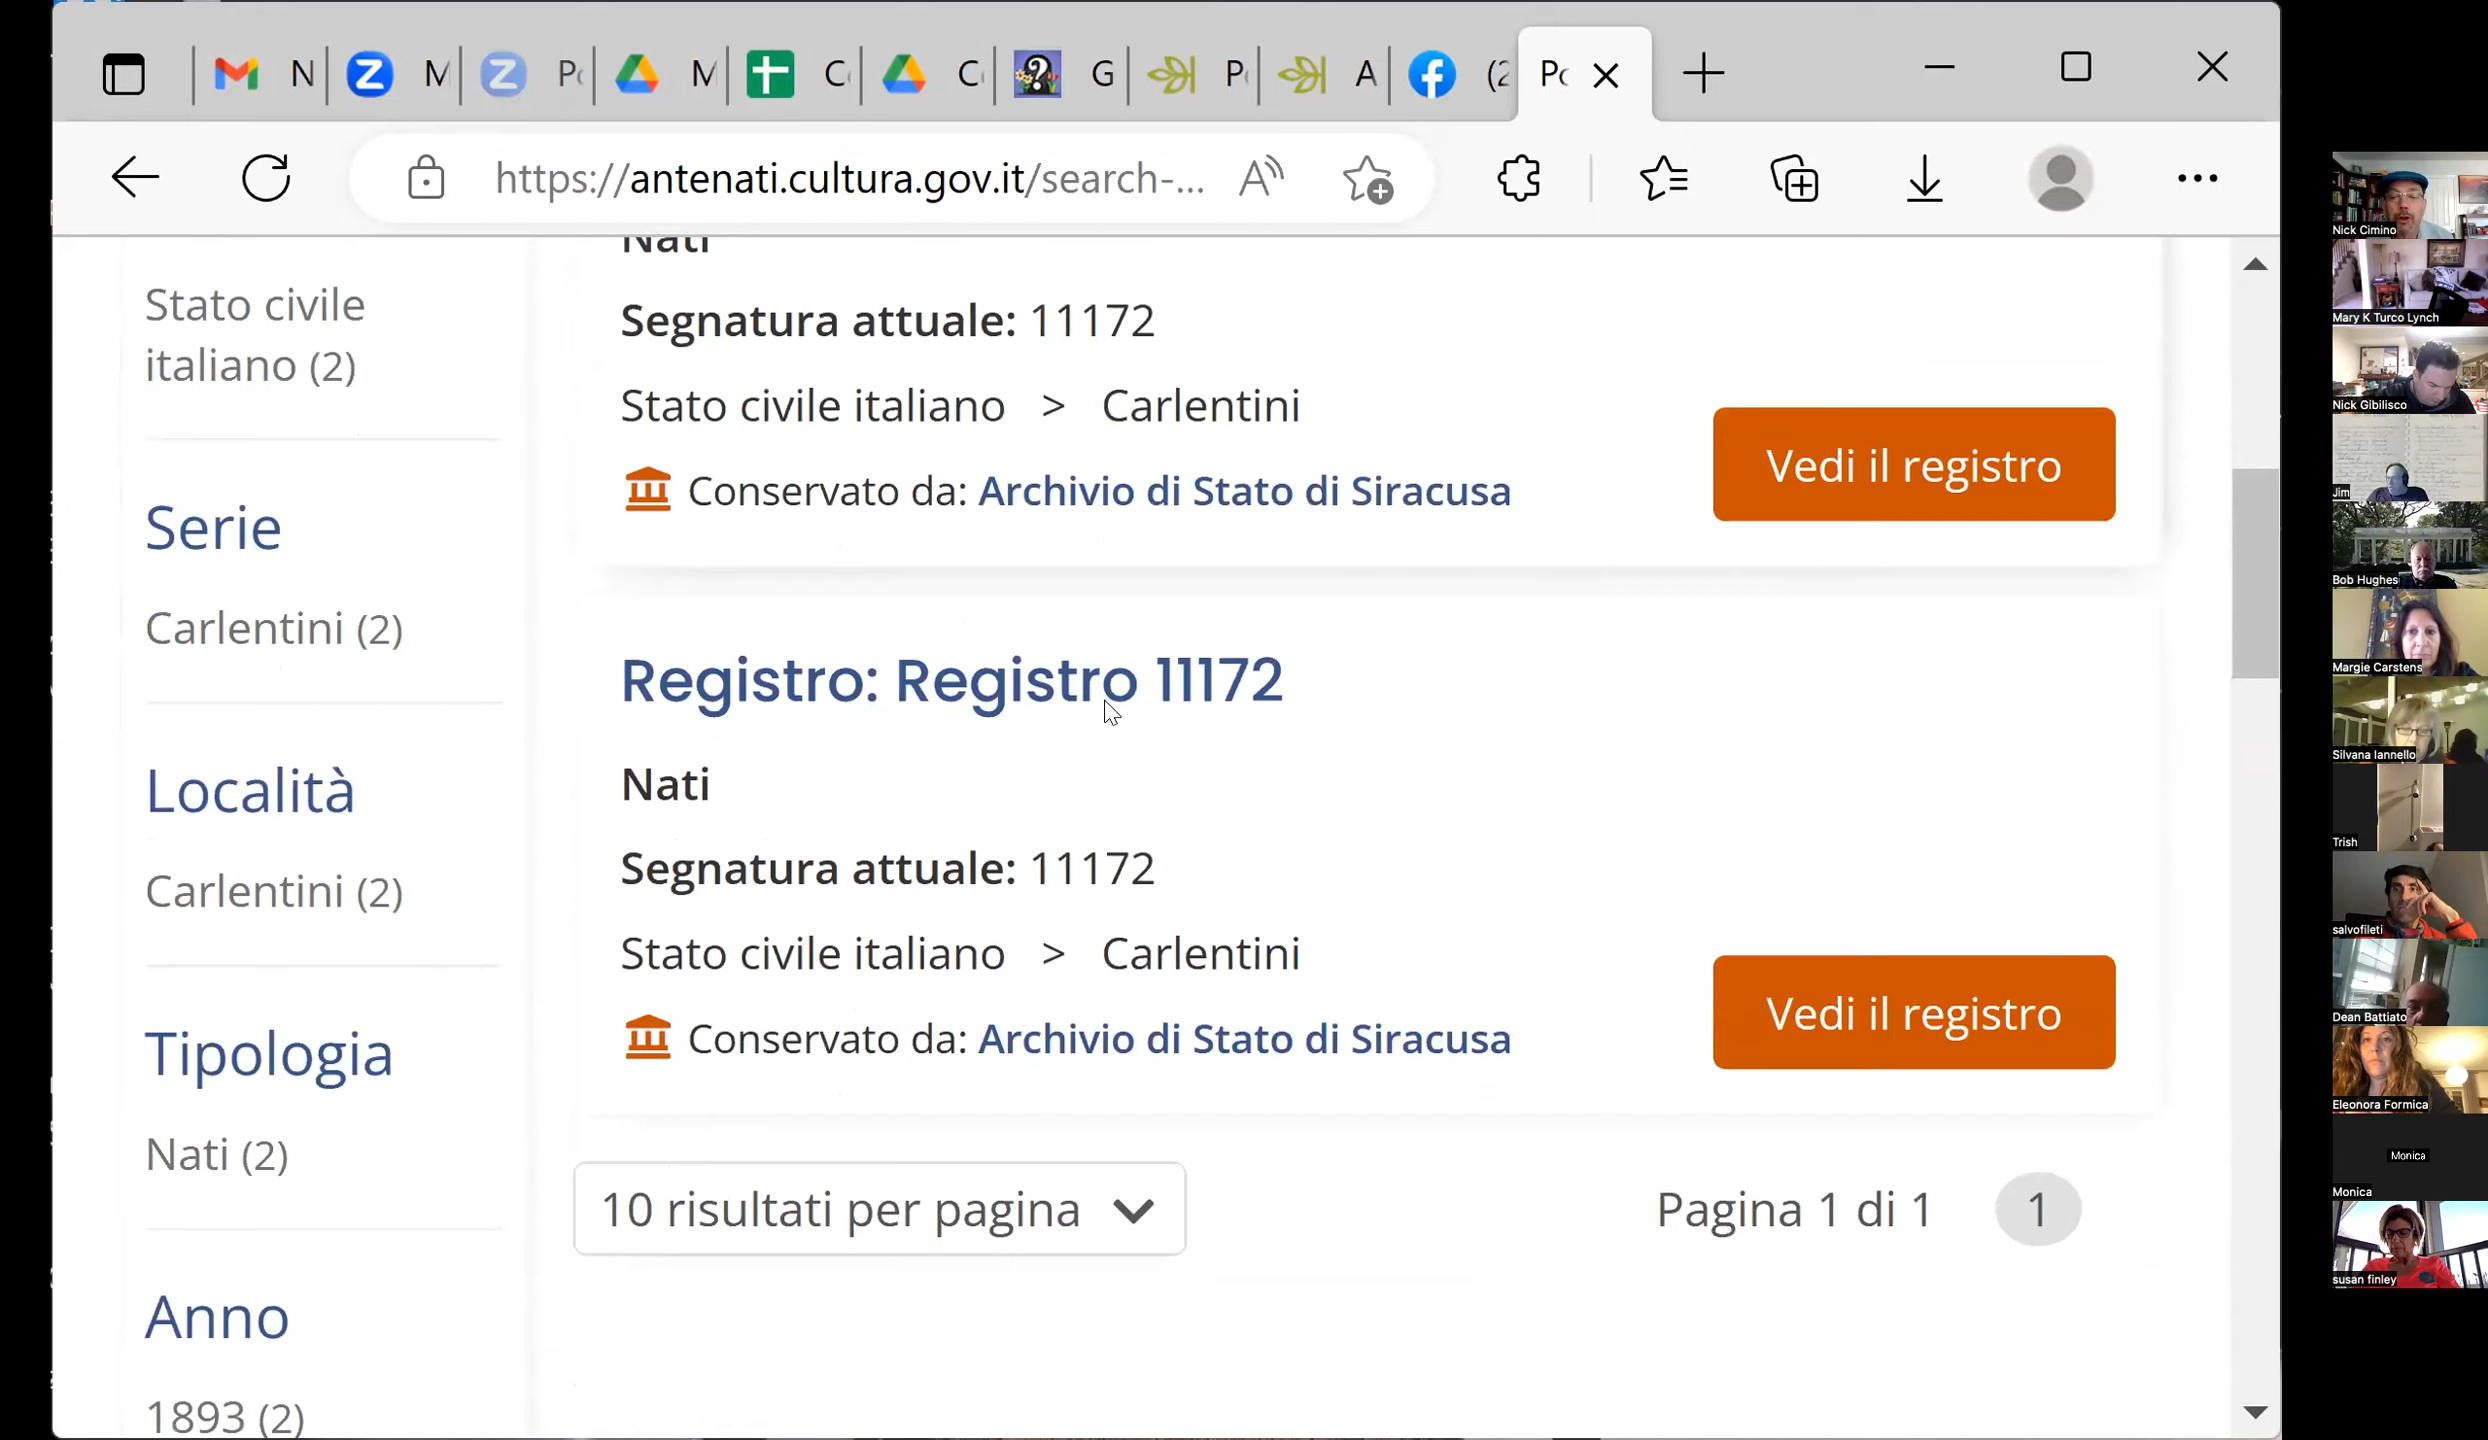 N
M
Pc
M
C
C
G
P
A
(2
Pc
https://antenati.cultura.gov.it/search-...
Stato civile
italiano (2)
Serie
Carlentini (2)
Località
Carlentini (2)
Tipologia
Nati (2)
Anno
1893 (2)
Nati
Segnatura attuale: 11172
Stato civile italiano > Carlentini
Conservato da: Archivio di Stato di Siracusa
Vedi il registro
Registro: Registro 11172
Nati
Segnatura attuale: 11172
Stato civile italiano > Carlentini
Conservato da: Archivio di Stato di Siracusa
Vedi il registro
10 risultati per pagina
Pagina 1 di 1 1
Nick Cimino
Mary K Turco Lynch
Nick Gibilisco
Jim
Bob Hughes
Margie Carstens
Silvana Iannello
Trish
salvofileti
Dean Battiato
Eleonora Formica
Monica
Monica
susan finley